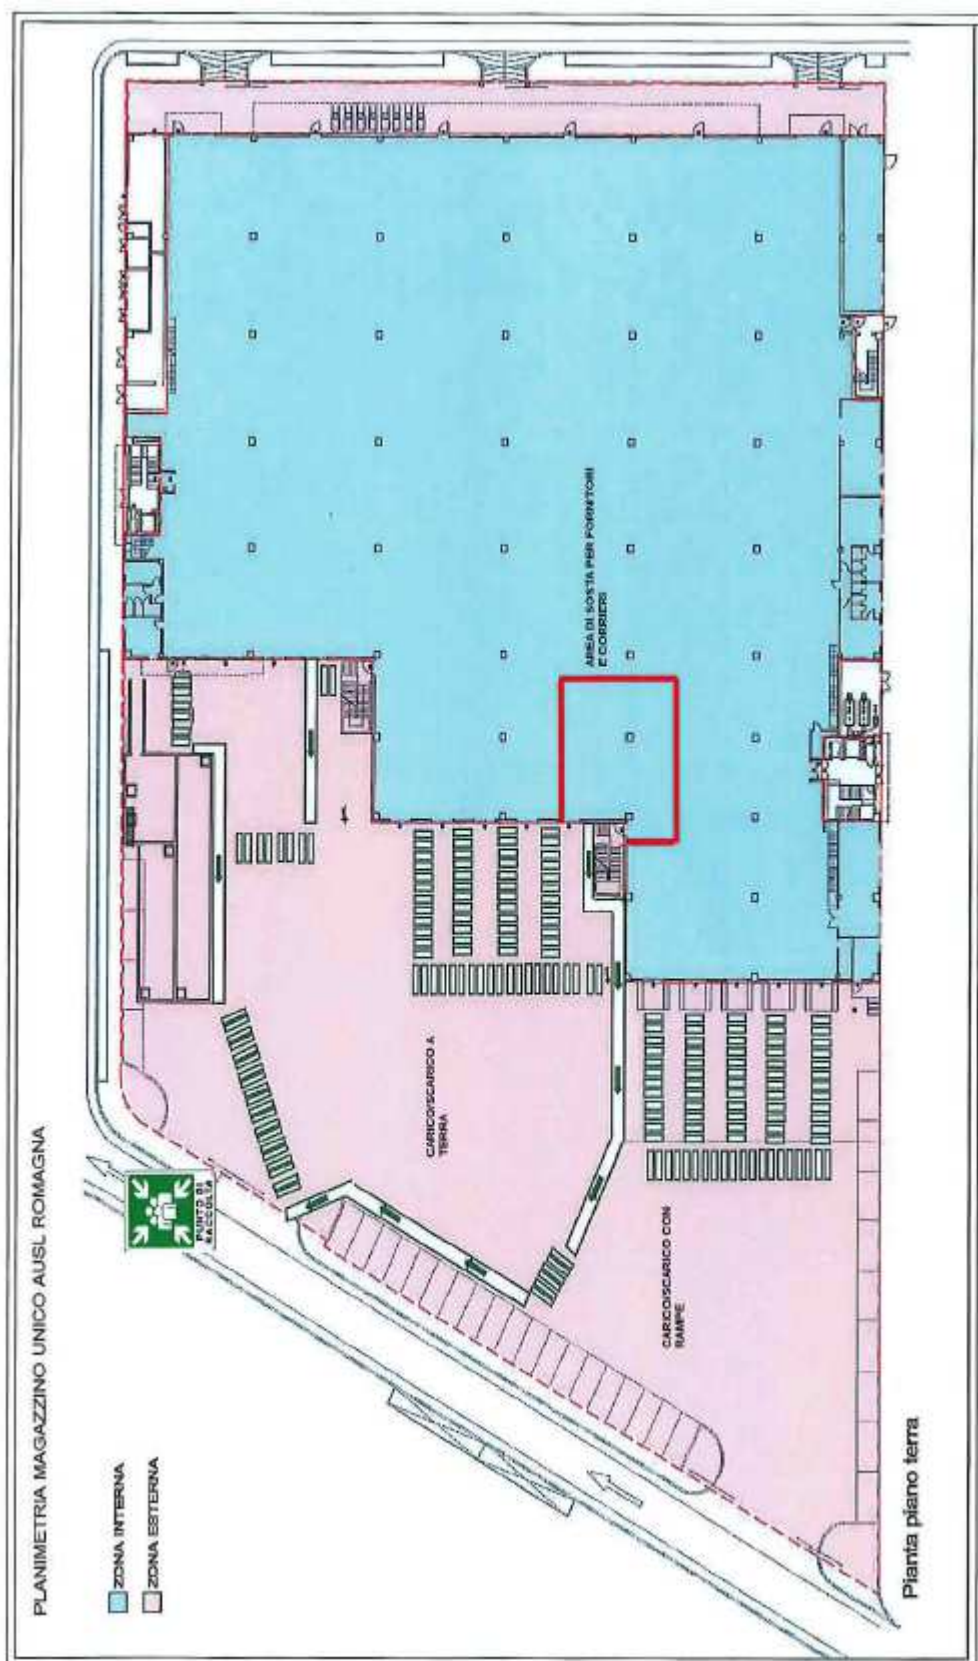 PLANIMETRIA MAGAZZINO UNICO AUSL ROMAGNA
ZONA INTERNA
ZONA ESTERNA
PUNTO DI
RACCOLTA
CARICO/SCARICO A
TERRA
AREA DI SOSTA PER FORNITORI
E CORRIERI
CARICO/SCARICO CON
RAMPE
Pianta piano terra